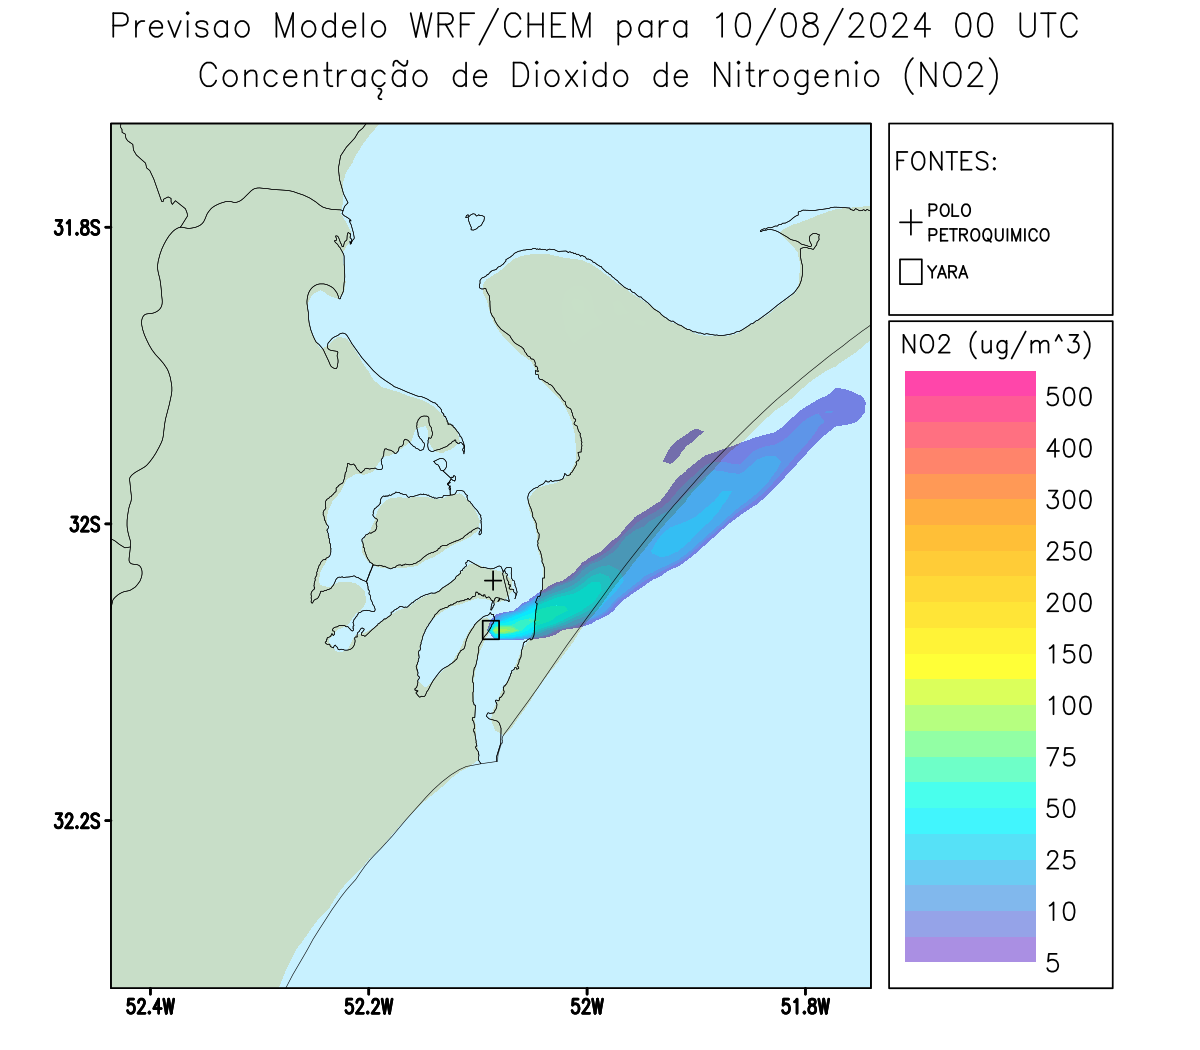 Previsao Modelo WRF/CHEM para 10/08/2024 00 UTC
Concentração de Dioxido de Nitrogenio (NO2)
FONTES:
POLO
PETROQUIMICO
YARA
31.8S
32S
32.2S
52.4W
52.2W
52W
51.8W
NO2 (ug/m^3)
500
400
300
250
200
150
100
75
50
25
10
5